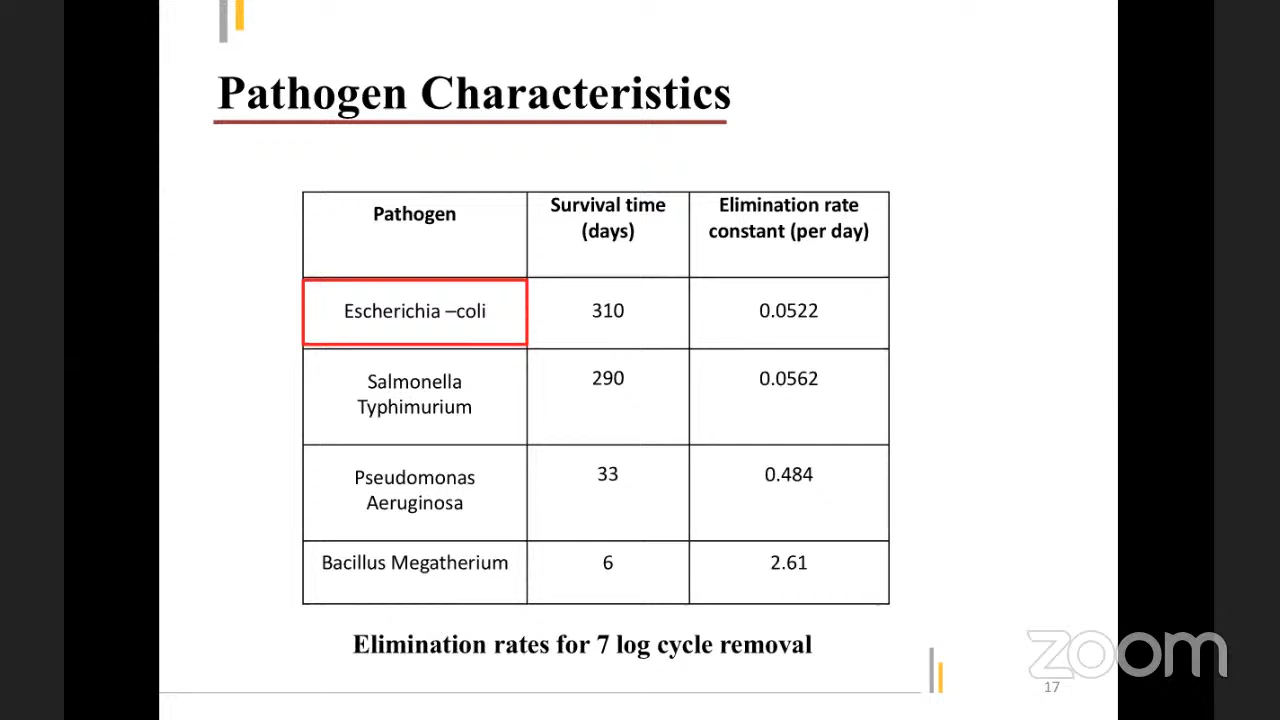 Pathogen Characteristics
Pathogen
Survival time
(days)
Elimination rate
constant (per day)
Escherichia –coli
310
0.0522
Salmonella
Typhimurium
290
0.0562
Pseudomonas
Aeruginosa
33
0.484
Bacillus Megatherium
6
2.61
Elimination rates for 7 log cycle removal
zoom
17